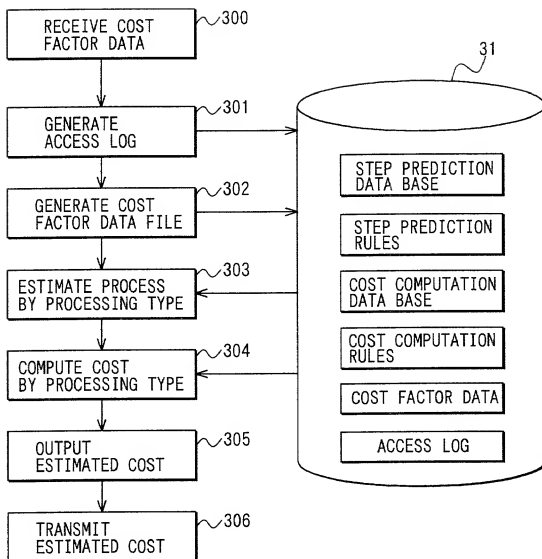 RECEIVE COST
FACTOR DATA
300
GENERATE
ACCESS LOG
301
GENERATE COST
FACTOR DATA FILE
302
ESTIMATE PROCESS
BY PROCESSING TYPE
303
COMPUTE COST
BY PROCESSING TYPE
304
OUTPUT
ESTIMATED COST
305
TRANSMIT
ESTIMATED COST
306
31
STEP PREDICTION
DATA BASE
STEP PREDICTION
RULES
COST COMPUTATION
DATA BASE
COST COMPUTATION
RULES
COST FACTOR DATA
ACCESS LOG